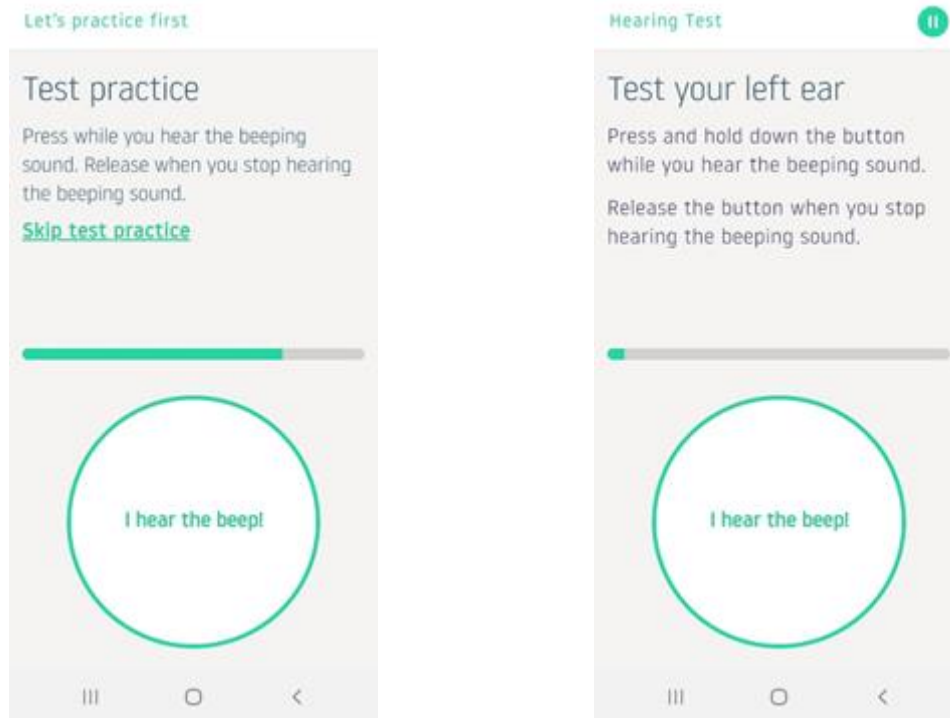 Let's practice first
Test practice
Press while you hear the beeping
sound. Release when you stop hearing
the beeping sound.
Skip test practice
I hear the beep!
Hearing Test
Test your left ear
Press and hold down the button
while you hear the beeping sound.
Release the button when you stop
hearing the beeping sound.
I hear the beep!